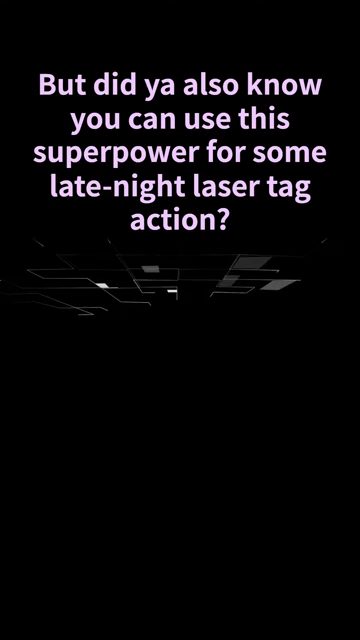 But did ya also know
you can use this
superpower for some
late-night laser tag
action?